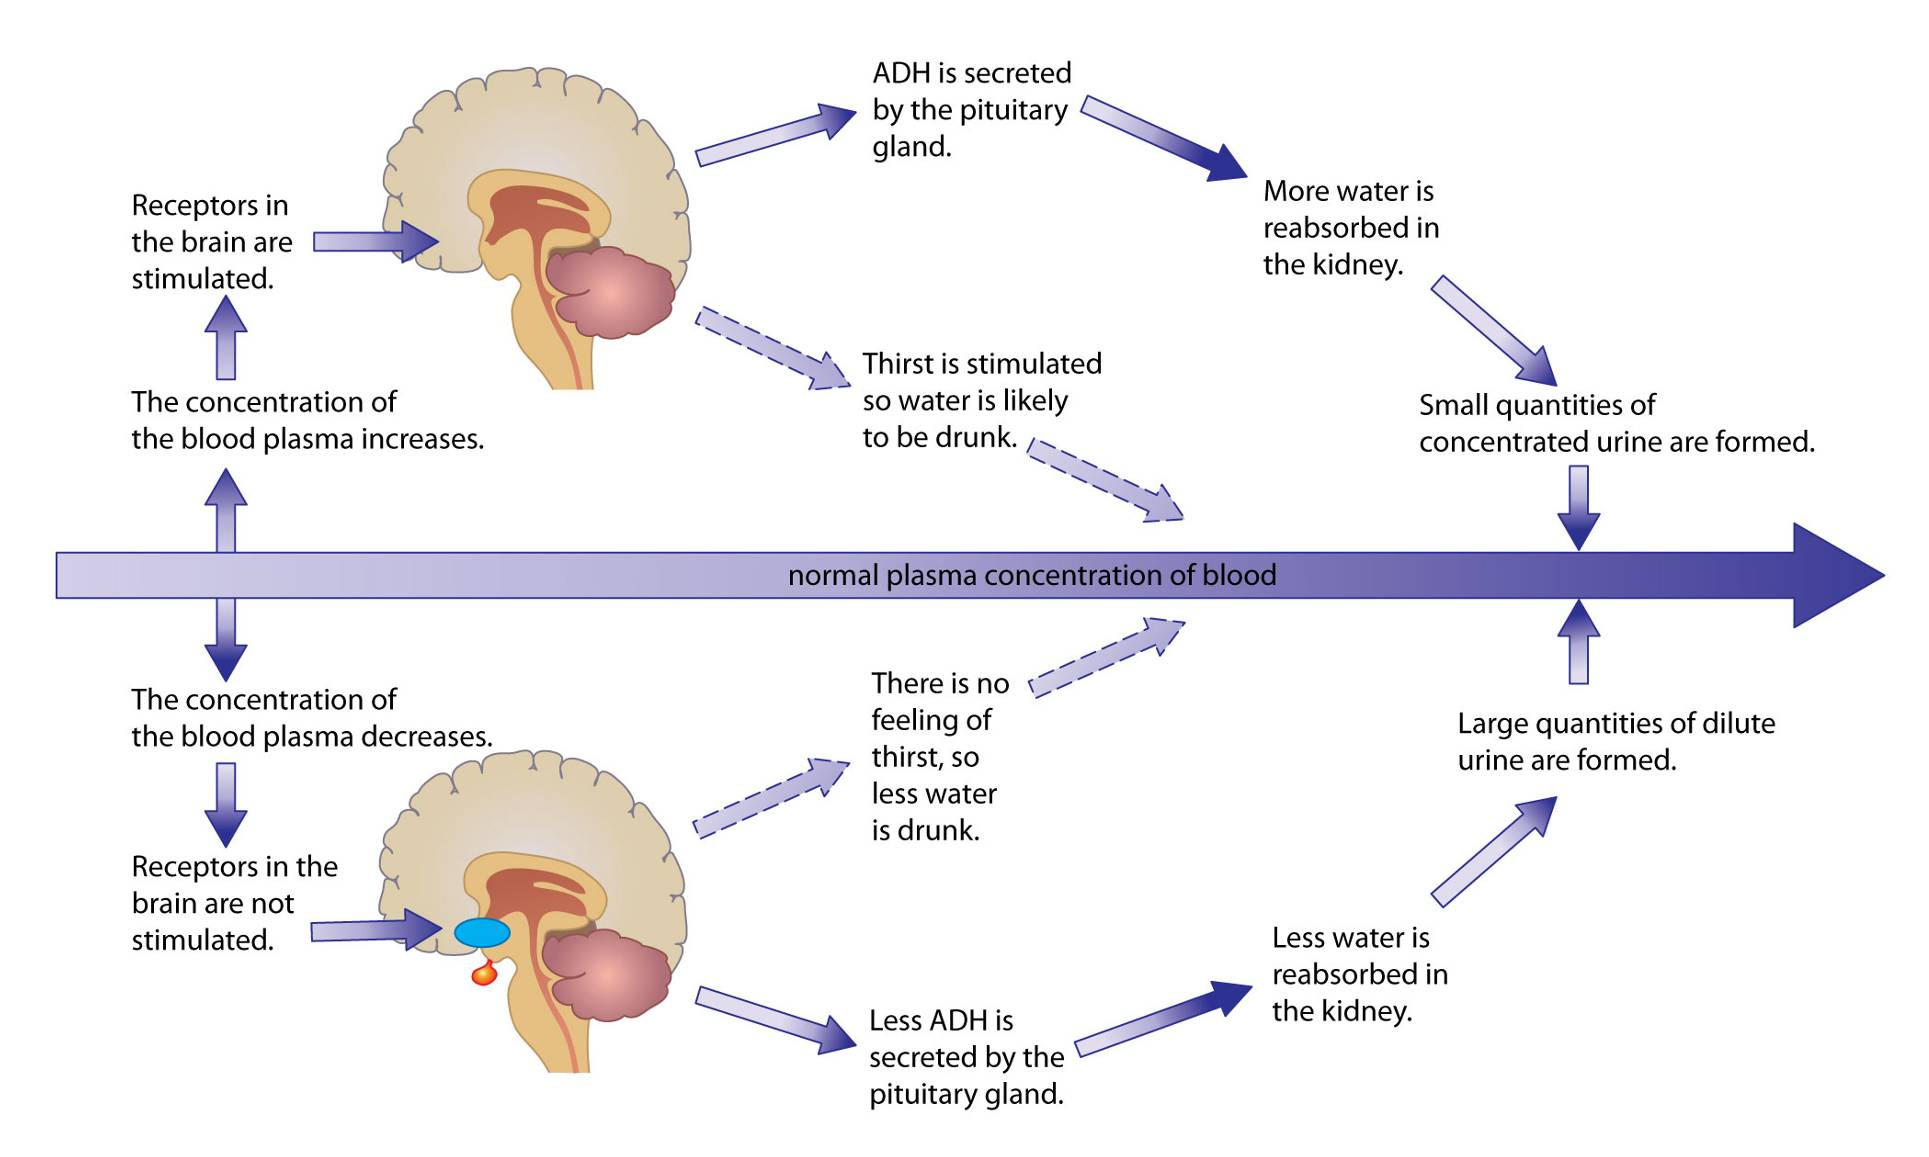 ADH is secreted
by the pituitary
gland.
Receptors in
the brain are
stimulated.
More water is
reabsorbed in
the kidney.
Thirst is stimulated
so water is likely
to be drunk.
The concentration of
the blood plasma increases.
Small quantities of
concentrated urine are formed.
normal plasma concentration of blood
The concentration of
the blood plasma decreases.
There is no
feeling of
thirst, so
less water
is drunk.
Large quantities of dilute
urine are formed.
Receptors in the
brain are not
stimulated.
Less water is
reabsorbed in
the kidney.
Less ADH is
secreted by the
pituitary gland.